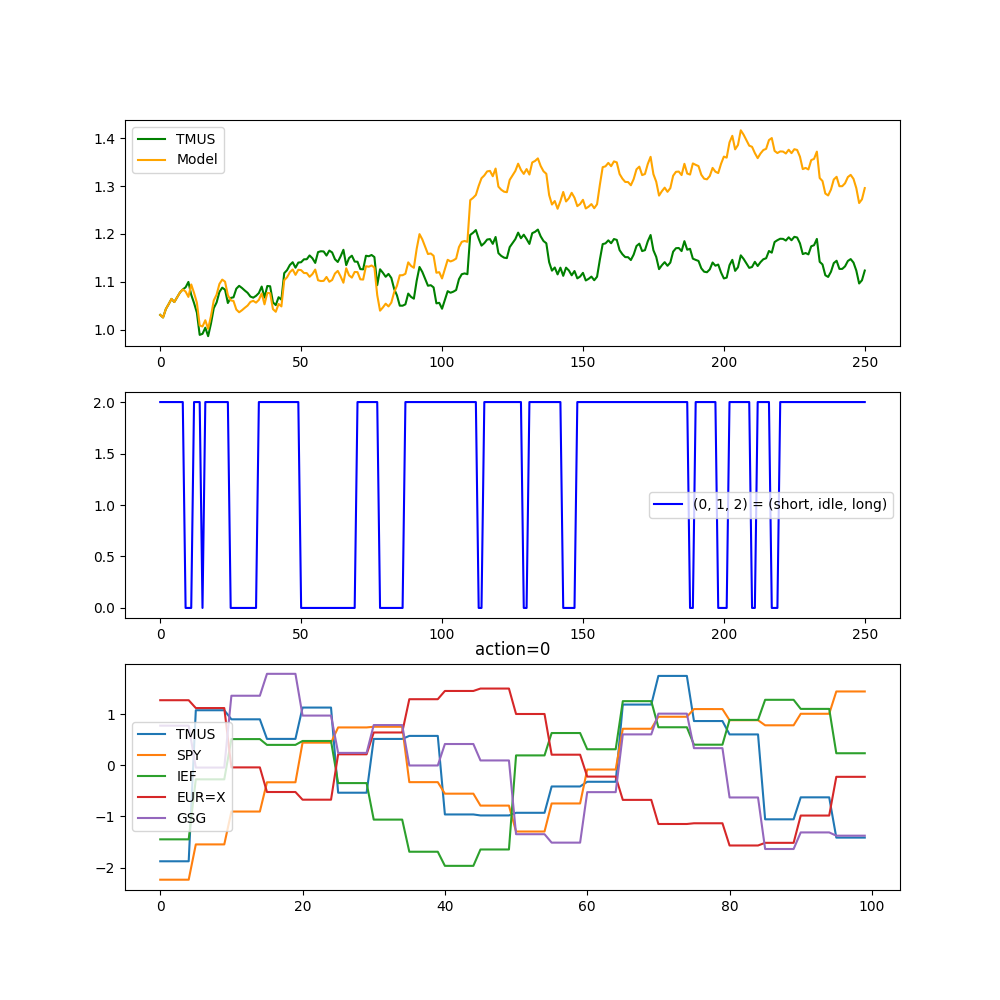 1.4
1.3
1.2
1.1
1.0
TMUS
Model
0 50 100 150 200 250
2.0
1.5
1.0
0.5
0.0
(0, 1, 2) = (short, idle, long)
0 50 100 150 200 250
action=0
1
0
−1
−2
TMUS
SPY
IEF
EUR=X
GSG
0 20 40 60 80 100